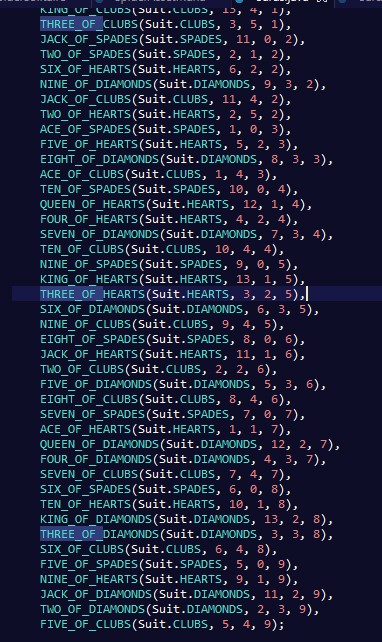 KING_OF_CLUBS(Suit.CLUBS, 13, 4, 1),
THREE_OF_CLUBS(Suit.CLUBS, 3, 5, 1),
JACK_OF_SPADES(Suit.SPADES, 11, 0, 2),
TWO_OF_SPADES(Suit.SPADES, 2, 1, 2),
SIX_OF_HEARTS(Suit.HEARTS, 6, 2, 2),
NINE_OF_DIAMONDS(Suit.DIAMONDS, 9, 3, 2),
JACK_OF_CLUBS(Suit.CLUBS, 11, 4, 2),
TWO_OF_HEARTS(Suit.HEARTS, 2, 5, 2),
ACE_OF_SPADES(Suit.SPADES, 1, 0, 3),
FIVE_OF_HEARTS(Suit.HEARTS, 5, 2, 3),
EIGHT_OF_DIAMONDS(Suit.DIAMONDS, 8, 3, 3),
ACE_OF_CLUBS(Suit.CLUBS, 1, 4, 3),
TEN_OF_SPADES(Suit.SPADES, 10, 0, 4),
QUEEN_OF_HEARTS(Suit.HEARTS, 12, 1, 4),
FOUR_OF_HEARTS(Suit.HEARTS, 4, 2, 4),
SEVEN_OF_DIAMONDS(Suit.DIAMONDS, 7, 3, 4),
TEN_OF_CLUBS(Suit.CLUBS, 10, 4, 4),
NINE_OF_SPADES(Suit.SPADES, 9, 0, 5),
KING_OF_HEARTS(Suit.HEARTS, 13, 1, 5),
THREE_OF_HEARTS(Suit.HEARTS, 3, 2, 5),
SIX_OF_DIAMONDS(Suit.DIAMONDS, 6, 3, 5),
NINE_OF_CLUBS(Suit.CLUBS, 9, 4, 5),
EIGHT_OF_SPADES(Suit.SPADES, 8, 0, 6),
JACK_OF_HEARTS(Suit.HEARTS, 11, 1, 6),
TWO_OF_CLUBS(Suit.CLUBS, 2, 2, 6),
FIVE_OF_DIAMONDS(Suit.DIAMONDS, 5, 3, 6),
EIGHT_OF_CLUBS(Suit.CLUBS, 8, 4, 6),
SEVEN_OF_SPADES(Suit.SPADES, 7, 0, 7),
ACE_OF_HEARTS(Suit.HEARTS, 1, 1, 7),
QUEEN_OF_DIAMONDS(Suit.DIAMONDS, 12, 2, 7),
FOUR_OF_DIAMONDS(Suit.DIAMONDS, 4, 3, 7),
SEVEN_OF_CLUBS(Suit.CLUBS, 7, 4, 7),
SIX_OF_SPADES(Suit.SPADES, 6, 0, 8),
TEN_OF_HEARTS(Suit.HEARTS, 10, 1, 8),
KING_OF_DIAMONDS(Suit.DIAMONDS, 13, 2, 8),
THREE_OF_DIAMONDS(Suit.DIAMONDS, 3, 3, 8),
SIX_OF_CLUBS(Suit.CLUBS, 6, 4, 8),
FIVE_OF_SPADES(Suit.SPADES, 5, 0, 9),
NINE_OF_HEARTS(Suit.HEARTS, 9, 1, 9),
JACK_OF_DIAMONDS(Suit.DIAMONDS, 11, 2, 9),
TWO_OF_DIAMONDS(Suit.DIAMONDS, 2, 3, 9),
FIVE_OF_CLUBS(Suit.CLUBS, 5, 4, 9);